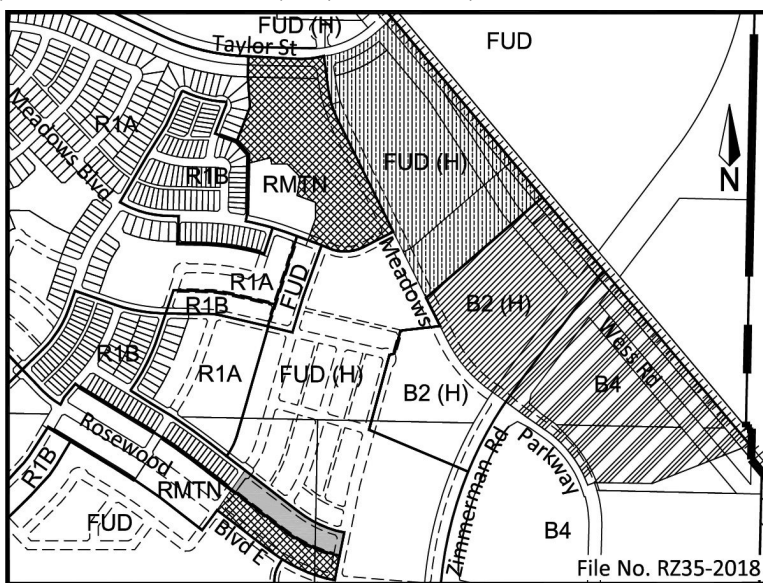 FUD (H)
Taylor St
FUD
R1A
Meadows Blvd
R1B
RMTN
FUD (H)
N
Meadows
Parkway
R1A
FUD
R1B
B2 (H)
Wess Rd
R1B
R1A
FUD (H)
B2 (H)
B4
Rosewood
Blvd E
R1B
RMTN
Zimmerman Rd
FUD
B4
File No. RZ35-2018